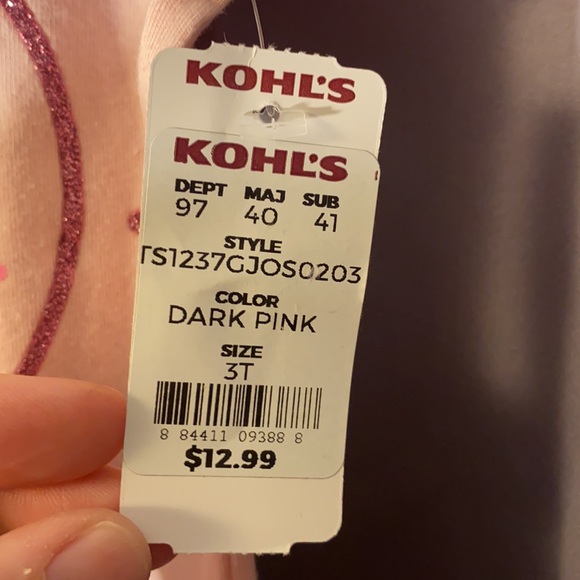 KOHL'S
KOHL'S
DEPT MAJ SUB
97 40 41
STYLE
TS1237GJOS0203
COLOR
DARK PINK
SIZE
3T
8 84411 09388 8
$12.99